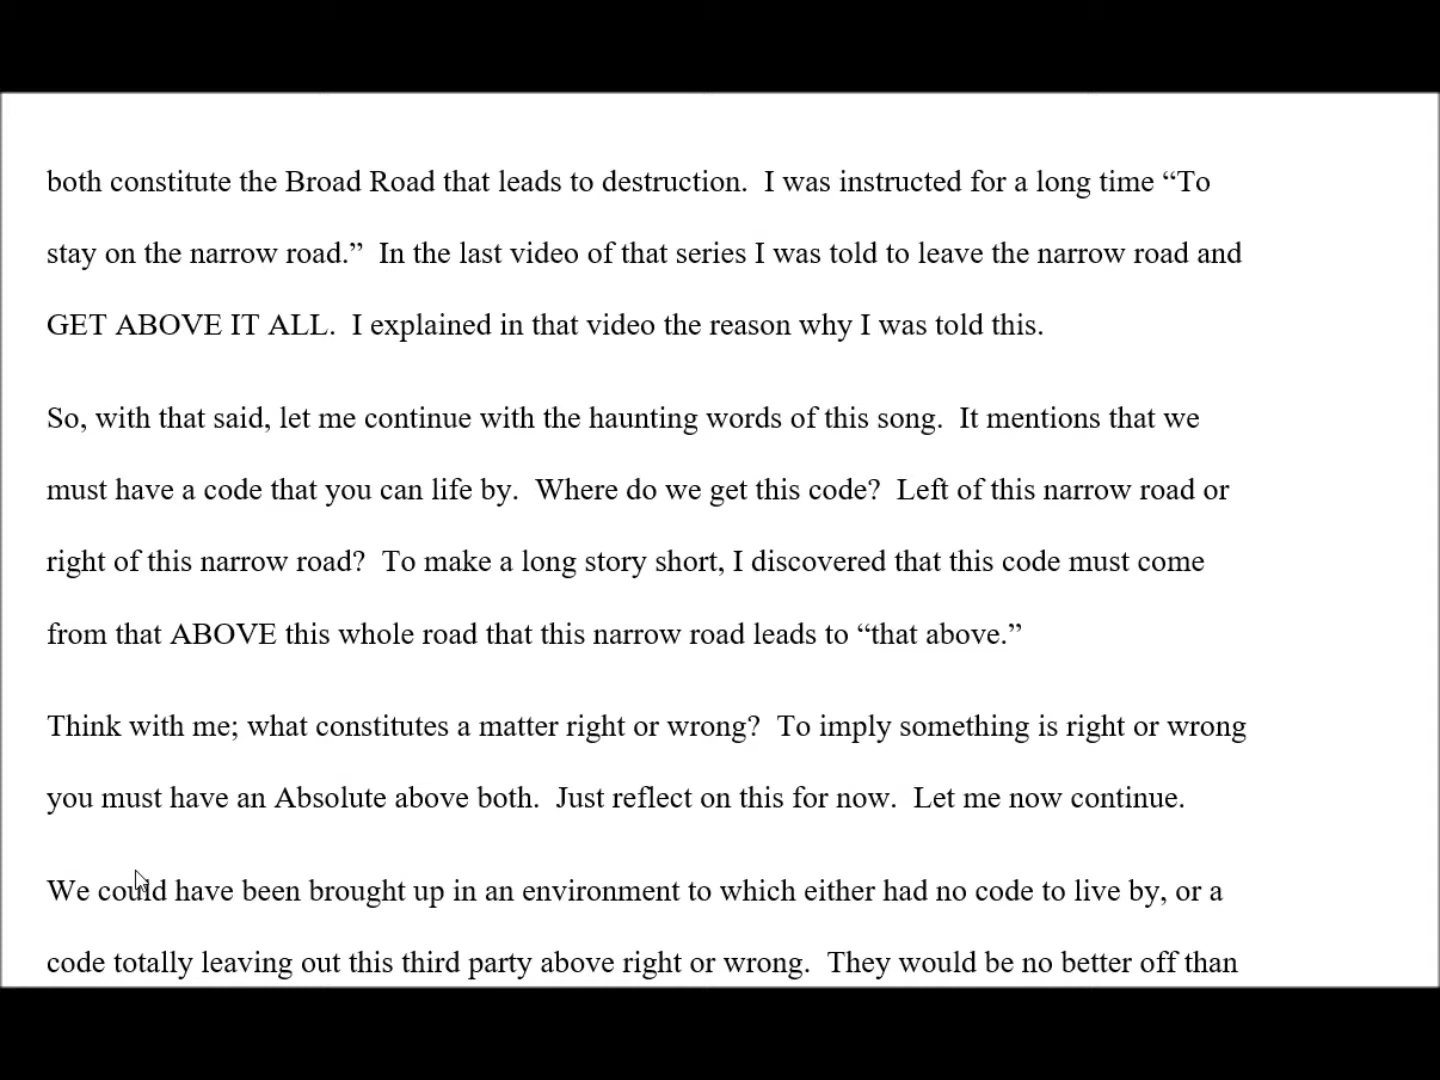 both constitute the Broad Road that leads to destruction.  I was instructed for a long time “To
stay on the narrow road.”  In the last video of that series I was told to leave the narrow road and
GET ABOVE IT ALL.  I explained in that video the reason why I was told this.
So, with that said, let me continue with the haunting words of this song.  It mentions that we
must have a code that you can life by.  Where do we get this code?  Left of this narrow road or
right of this narrow road?  To make a long story short, I discovered that this code must come
from that ABOVE this whole road that this narrow road leads to “that above.”
Think with me; what constitutes a matter right or wrong?  To imply something is right or wrong
you must have an Absolute above both.  Just reflect on this for now.  Let me now continue.
We could have been brought up in an environment to which either had no code to live by, or a
code totally leaving out this third party above right or wrong.  They would be no better off than